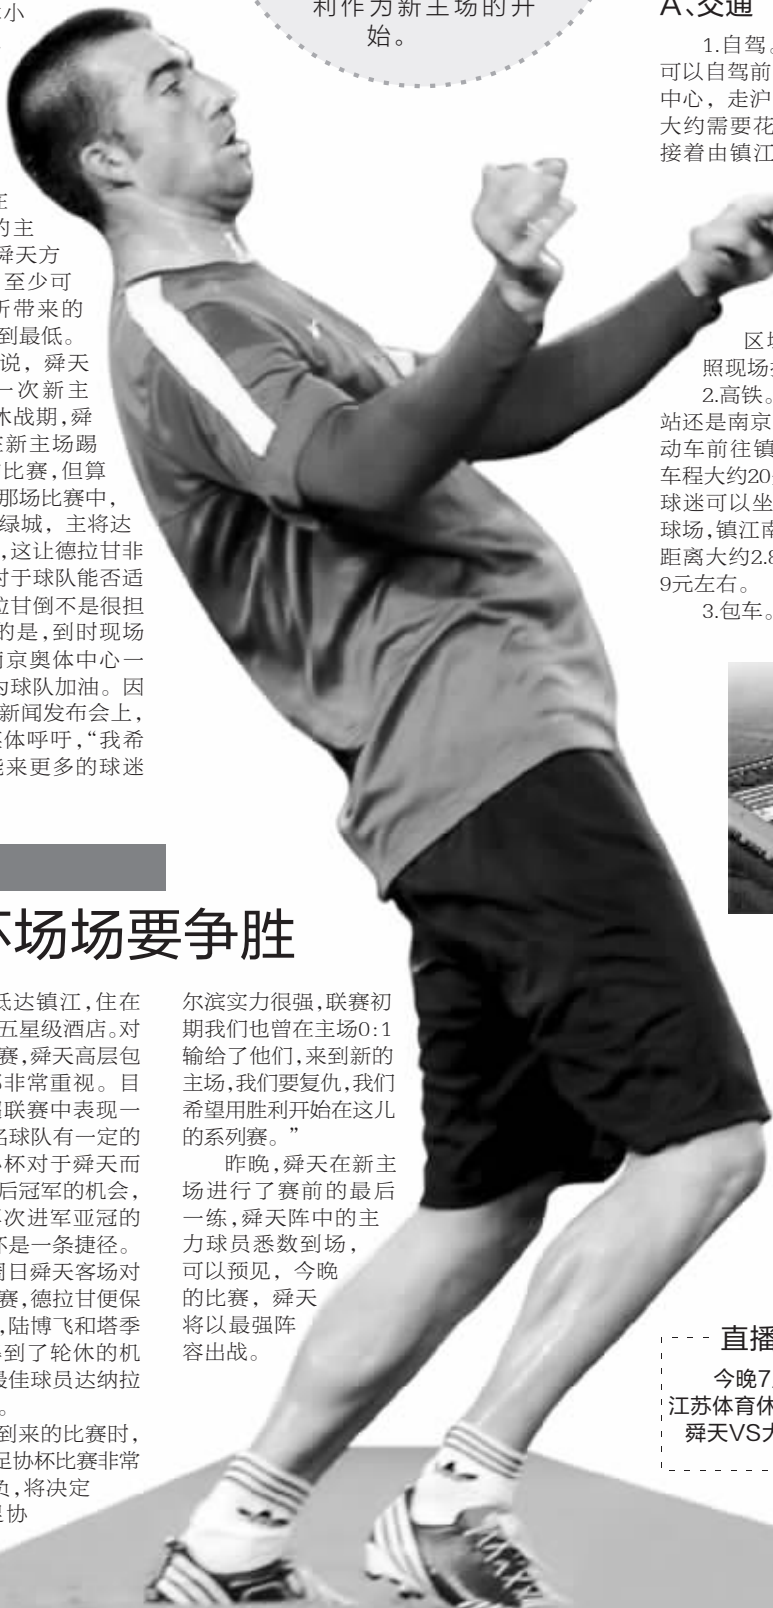 小
利作为新主场的开
始。
在
的主
舜天方
至少可
所带来的
到最低。
说，舜天
一次新主
休战期，舜
在新主场踢
比赛，但算
那场比赛中，
绿城，主将达
，这让德拉甘非
对于球队能否适
拉甘倒不是很担
的是，到时现场
南京奥体中心一
为球队加油。因
新闻发布会上，
媒体呼吁，“我希
能来更多的球迷
杯场场要争胜
抵达镇江，住在
五星级酒店。对
赛，舜天高层包
都非常重视。目
超联赛中表现一
名球队有一定的
办杯对于舜天而
后冠军的机会，
再次进军亚冠的
杯是一条捷径。
周日舜天客场对
赛，德拉甘便保
，陆博飞和塔季
得到了轮休的机
最佳球员达纳拉
。
到来的比赛时，
足协杯比赛非常
负，将决定
足协
尔滨实力很强，联赛初
期我们也曾在主场0:1
输给了他们，来到新的
主场，我们要复仇，我们
希望用胜利开始在这儿
的系列赛。”
昨晚，舜天在新主
场进行了赛前的最后
一练，舜天阵中的主
力球员悉数到场，
可以预见，今晚
的比赛，舜天
将以最强阵
容出战。
A、交通
1.自驾。
可以自驾前
中心，走沪
大约需要花
接着由镇江
区域
照现场
2.高铁。
站还是南京
动车前往镇
车程大约20
球迷可以坐
球场，镇江南
距离大约2.8
9元左右。
3.包车。
直播
今晚7
江苏体育休
舜天VS大